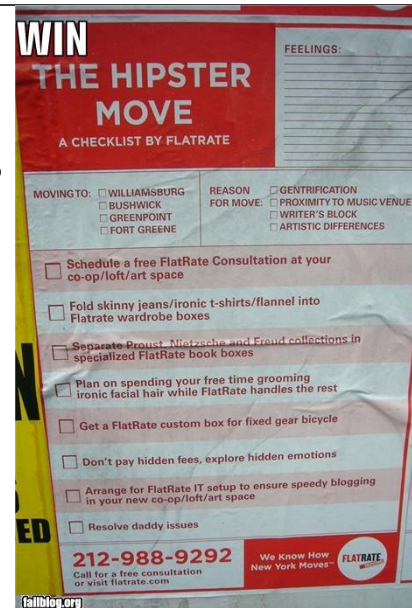 WIN
THE HIPSTER
MOVE
A CHECKLIST BY FLATRATE
FEELINGS:
MOVING TO:
WILLIAMSBURG
BUSHWICK
GREENPOINT
FORT GREENE
REASON
FOR MOVE:
GENTRIFICATION
PROXIMITY TO MUSIC VENUE
WRITER'S BLOCK
ARTISTIC DIFFERENCES
Schedule a free FlatRate Consultation at your
co-op/loft/art space
Fold skinny jeans/ironic t-shirts/flannel into
Flatrate wardrobe boxes
Separate Proust, Nietzsche and Freud collections in
specialized FlatRate book boxes
Plan on spending your free time grooming
ironic facial hair while FlatRate handles the rest
Get a FlatRate custom box for fixed gear bicycle
Don't pay hidden fees, explore hidden emotions
Arrange for FlatRate IT setup to ensure speedy blogging
in your new co-op/loft/art space
Resolve daddy issues
212-988-9292
Call for a free consultation
or visit flatrate.com
We Know How
New York Moves
FLATRATE
N
ED
failblog.org